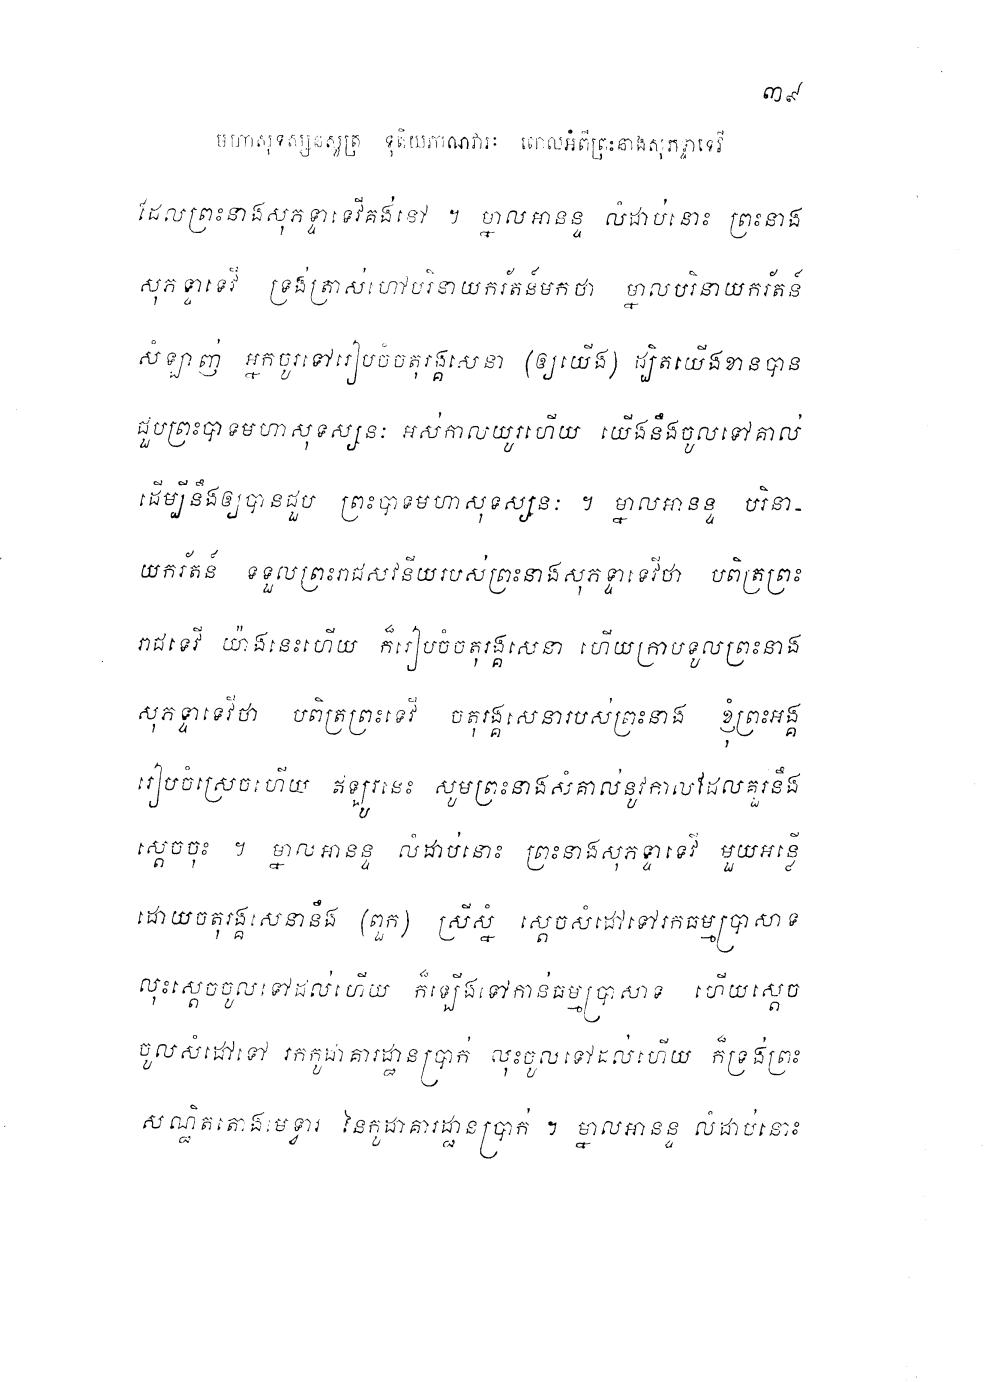 ៣៩
មហាសុទស្សនសូត្រ ទុតិយភាណវារៈ ពោលអំពីព្រះនាងសុភទ្ទាទេវី
ដែលព្រះនាងសុភទ្ទាទេវីគង់នៅ ។ ម្នាលអានន្ទ លំដាប់នោះ ព្រះនាង
សុភទ្ទាទេវី ទ្រង់ត្រាស់ហៅបរិនាយករ័តន៍មកថា ម្នាលបរិនាយករ័តន៍
សំឡាញ់ អ្នកចូរទៅរៀបចំចតុរង្គសេនា (ឲ្យយើង) ដ្បិតយើងខានបាន
ជួបព្រះបាទមហាសុទស្សនៈ អស់កាលយូរហើយ យើងនឹងចូលទៅគាល់
ដើម្បីនឹងឲ្យបានជួប ព្រះបាទមហាសុទស្សនៈ ។ ម្នាលអានន្ទ បរិនា-
យករ័តន៍ ទទួលព្រះរាជសវនីយរបស់ព្រះនាងសុភទ្ទាទេវីថា បពិត្រព្រះ
រាជទេវី យ៉ាងនេះហើយ ក៏រៀបចំចតុរង្គសេនា ហើយក្រាបទូលព្រះនាង
សុភទ្ទាទេវីថា បពិត្រព្រះទេវី ចតុរង្គសេនារបស់ព្រះនាង ខ្ញុំព្រះអង្គ
រៀបចំស្រេចហើយ ឥឡូវនេះ សូមព្រះនាងសំគាល់នូវកាលដែលគួរនឹង
ស្តេចចុះ ។ ម្នាលអានន្ទ លំដាប់នោះ ព្រះនាងសុភទ្ទាទេវី មួយអន្លើ
ដោយចតុរង្គសេនានឹង (ពួក) ស្រីស្នំ ស្តេចសំដៅទៅរកធម្មប្រាសាទ
លុះស្តេចចូលទៅដល់ហើយ ក៏ឡើងទៅកាន់ធម្មប្រាសាទ ហើយស្តេច
ចូលសំដៅទៅ រកកូដាគារដ្ឋានប្រាក់ លុះចូលទៅដល់ហើយ ក៏ទ្រង់ព្រះ
សណ្ឋិតតោងមេទ្វារ នៃកូដាគារដ្ឋានប្រាក់ ។ ម្នាលអានន្ទ លំដាប់នោះ